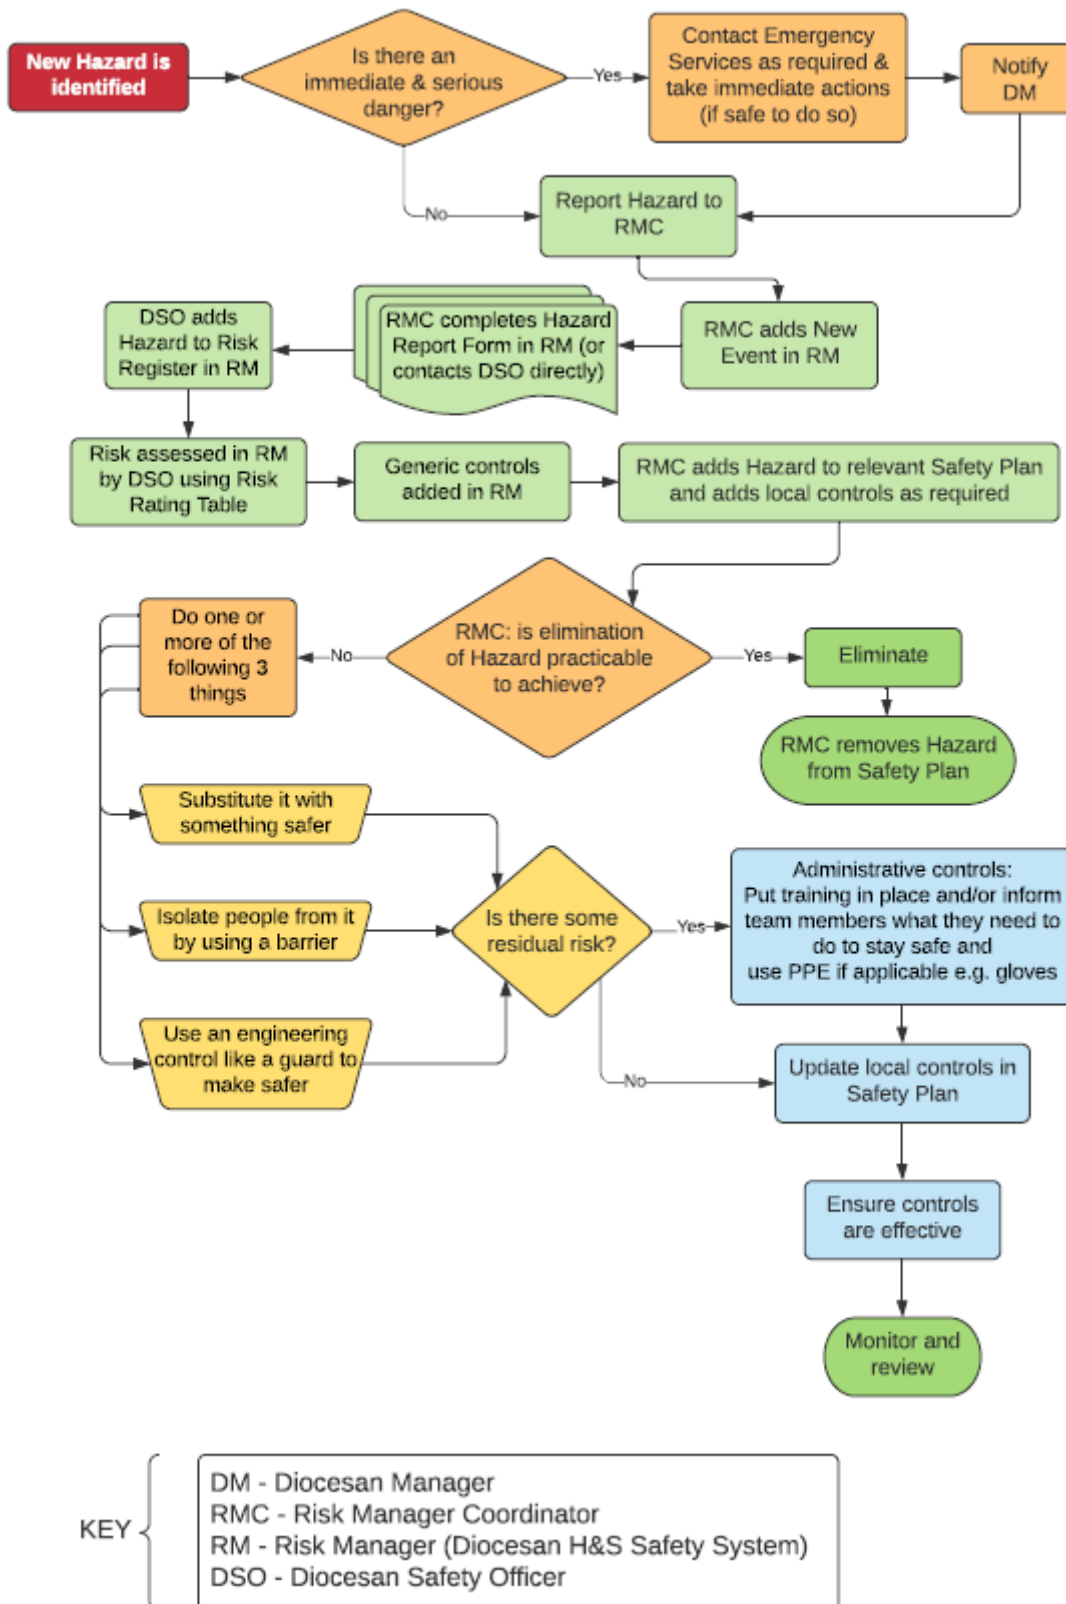 New Hazard is
identified
Is there an
immediate & serious
danger?
Yes
Contact Emergency
Services as required &
take immediate actions
(if safe to do so)
Notify
DM
No
Report Hazard to
RMC
RMC adds New
Event in RM
RMC completes Hazard
Report Form in RM (or
contacts DSO directly)
DSO adds
Hazard to Risk
Register in RM
Risk assessed in RM
by DSO using Risk
Rating Table
Generic controls
added in RM
RMC adds Hazard to relevant Safety Plan
and adds local controls as required
RMC: is elimination
of Hazard practicable
to achieve?
Yes
Eliminate
RMC removes Hazard
from Safety Plan
No
Do one or
more of the
following 3
things
Substitute it with
something safer
Isolate people from it
by using a barrier
Use an engineering
control like a guard to
make safer
Is there some
residual risk?
Yes
Administrative controls:
Put training in place and/or inform
team members what they need to
do to stay safe and
use PPE if applicable e.g. gloves
No
Update local controls in
Safety Plan
Ensure controls
are effective
Monitor and
review
KEY
DM - Diocesan Manager
RMC - Risk Manager Coordinator
RM - Risk Manager (Diocesan H&S Safety System)
DSO - Diocesan Safety Officer